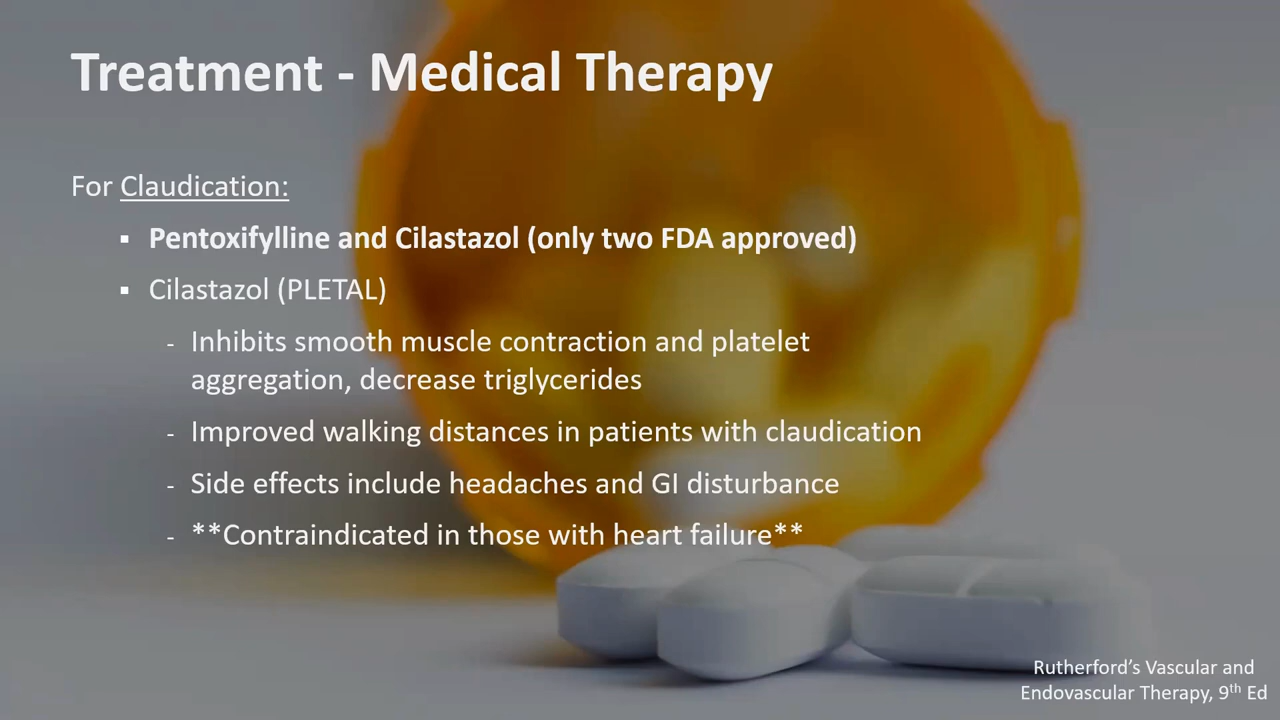 Treatment - Medical Therapy
For Claudication:
▪ Pentoxifylline and Cilastazol (only two FDA approved)
▪ Cilastazol (PLETAL)
- Inhibits smooth muscle contraction and platelet
aggregation, decrease triglycerides
- Improved walking distances in patients with claudication
- Side effects include headaches and GI disturbance
- **Contraindicated in those with heart failure**
Rutherford’s Vascular and
Endovascular Therapy, 9th Ed